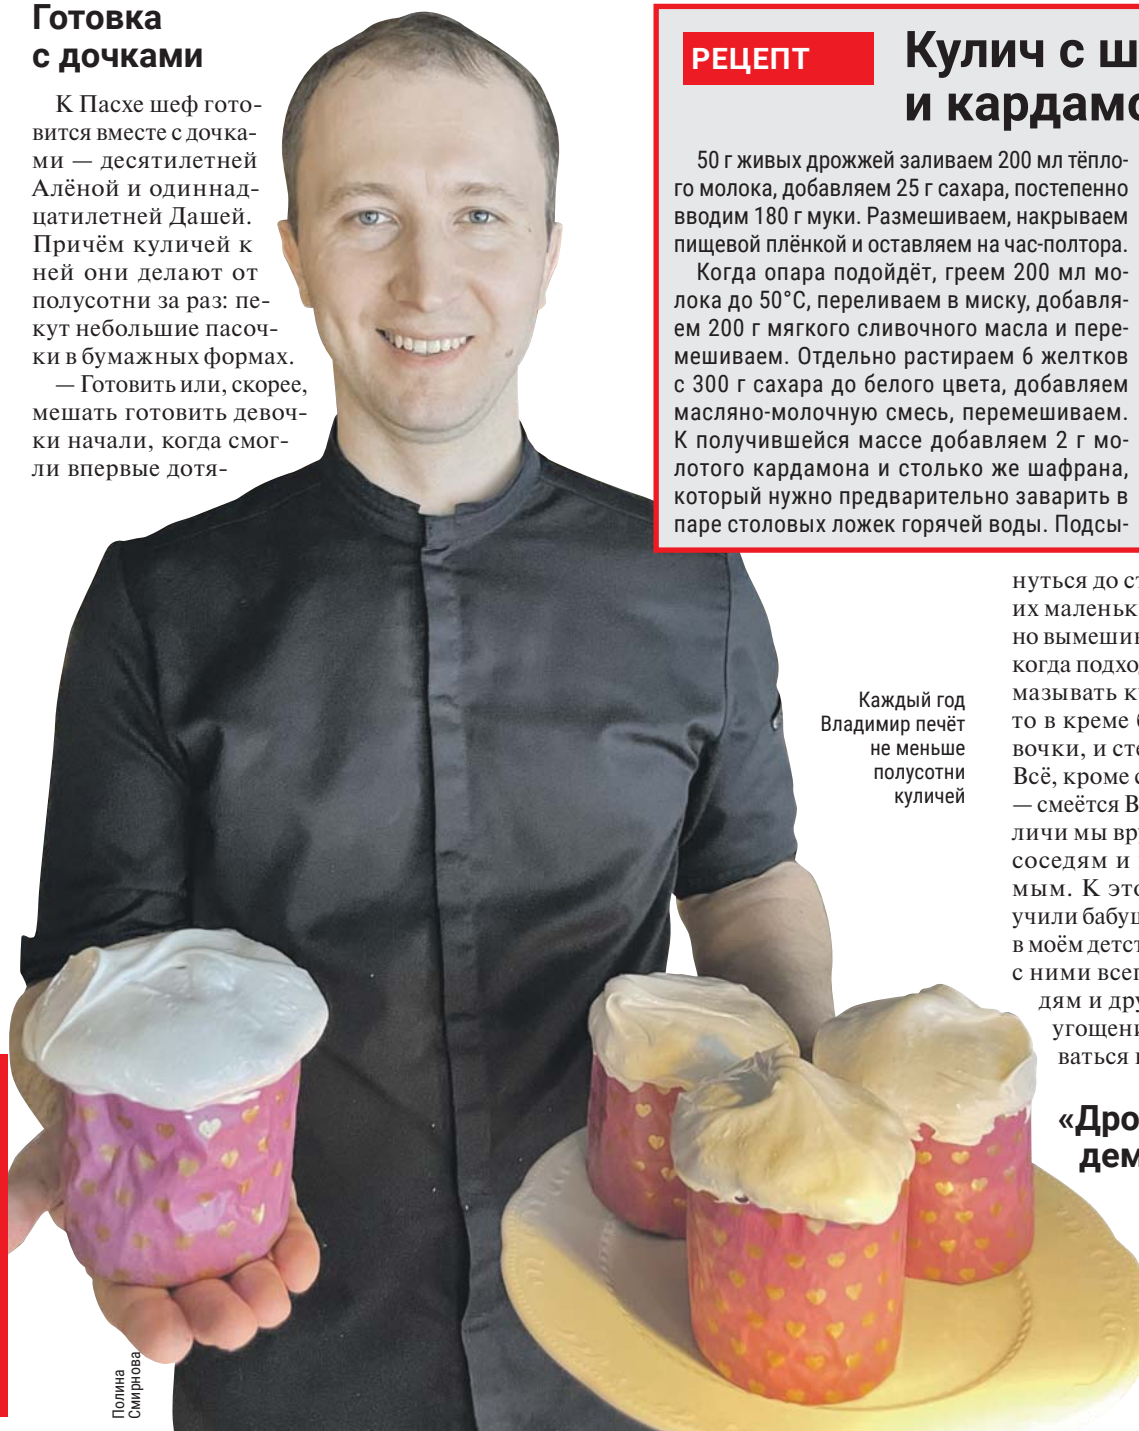 Готовка
с дочками
К Пасхе шеф гото-
вится вместе с дочка-
ми — десятилетней
Алёной и одиннад-
цатилетней Дашей.
Причём куличей к
ней они делают от
полусотни за раз: пе-
кут небольшие пасоч-
ки в бумажных формах.
— Готовить или, скорее,
мешать готовить девоч-
ки начали, когда смог-
ли впервые дотя-
РЕЦЕПТ
Кулич с ш
и кардамо
50 г живых дрожжей заливаем 200 мл тёпло-
го молока, добавляем 25 г сахара, постепенно
вводим 180 г муки. Размешиваем, накрываем
пищевой плёнкой и оставляем на час-полтора.
Когда опара подойдёт, греем 200 мл мо-
лока до 50°С, переливаем в миску, добавля-
ем 200 г мягкого сливочного масла и пере-
мешиваем. Отдельно растираем 6 желтков
с 300 г сахара до белого цвета, добавляем
масляно-молочную смесь, перемешиваем.
К получившейся массе добавляем 2 г мо-
лотого кардамона и столько же шафрана,
который нужно предварительно заварить в
паре столовых ложек горячей воды. Подсы-
Каждый год
Владимир печёт
не меньше
полусотни
куличей
нуться до ст
их маленьк
но вымеши
когда подхо
мазывать к
то в креме
вочки, и сте
Всё, кроме
— смеётся В
личи мы вр
соседям и
мым. К это
учили бабуш
в моём детст
с ними всег
дям и дру
угощени
ваться
«Дро
дем
Полина
Смирнова